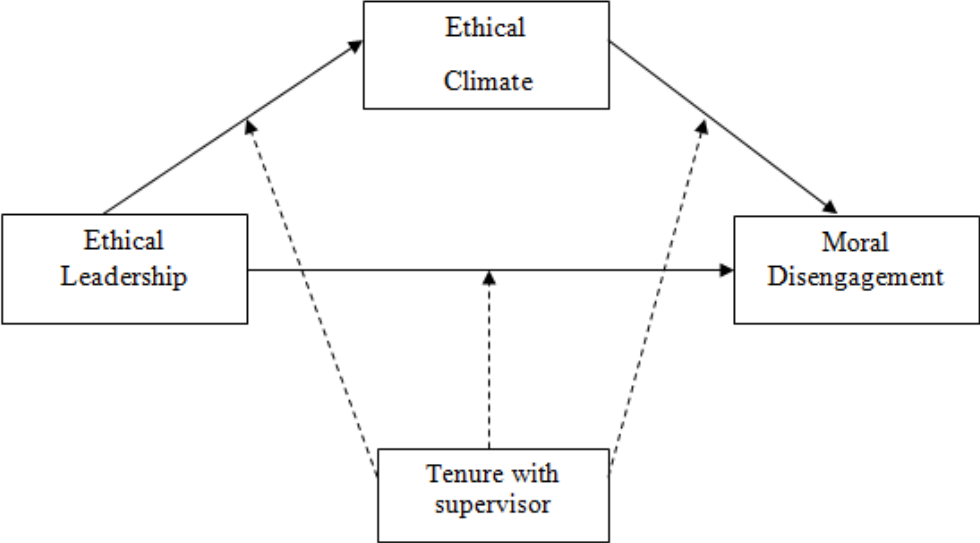 Ethical
Climate
Ethical
Leadership
Moral
Disengagement
Tenure with
supervisor